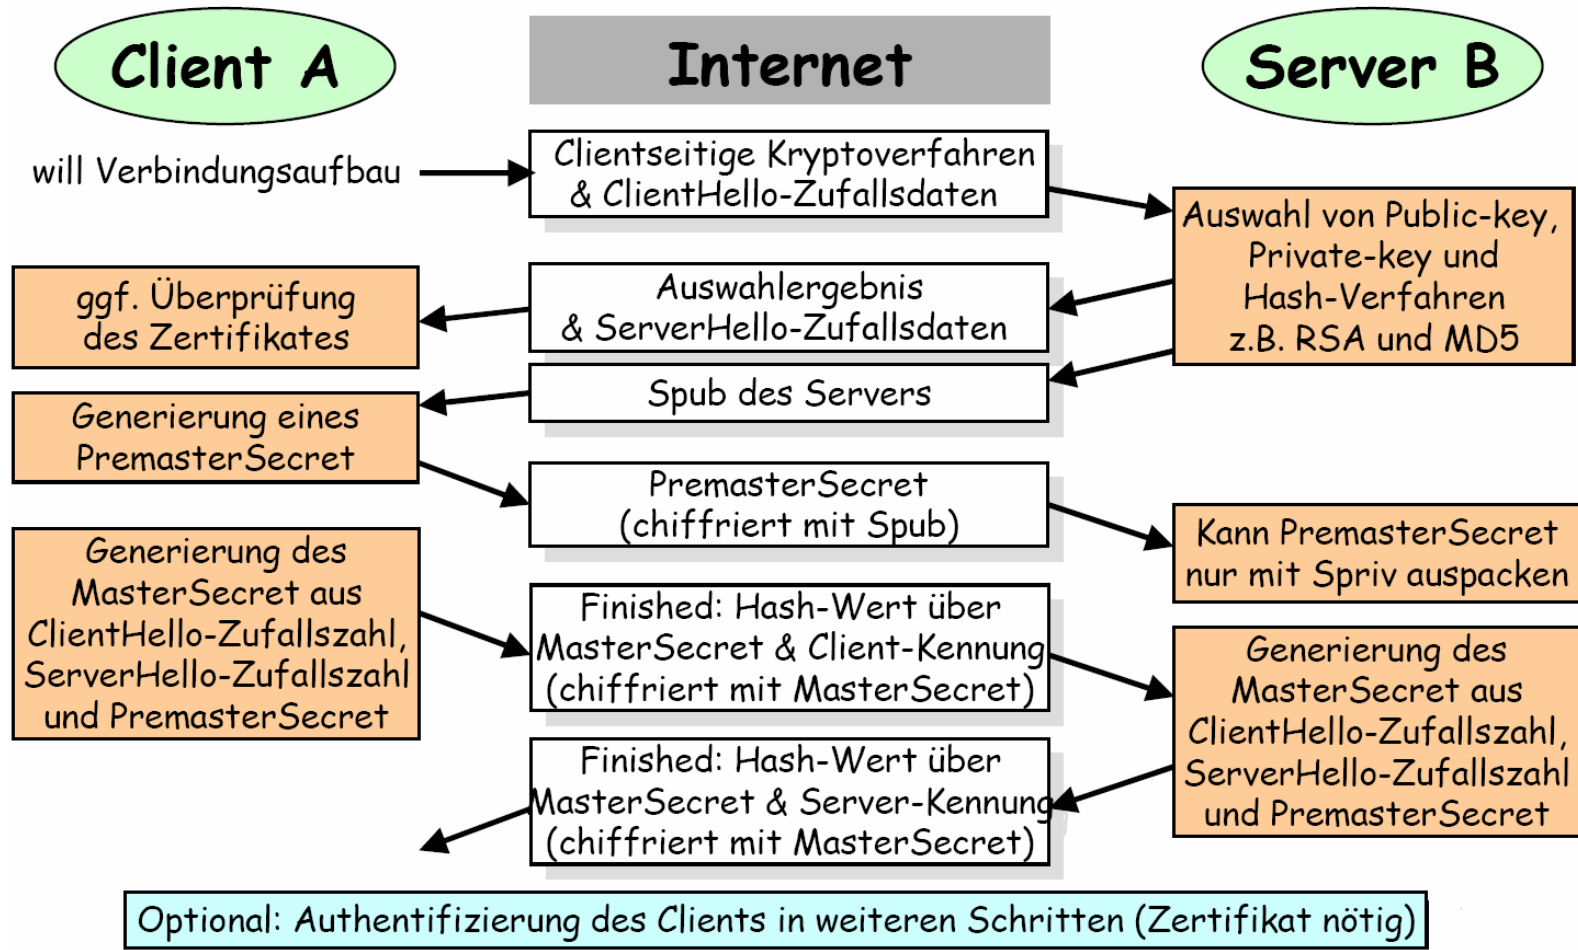 Client A
Internet
Server B
will Verbindungsaufbau
Clientseitige Kryptoverfahren
& ClientHello-Zufallsdaten
Auswahl von Public-key,
Private-key und
Hash-Verfahren
z.B. RSA und MD5
Auswahlergebnis
& ServerHello-Zufallsdaten
ggf. Überprüfung
des Zertifikates
Spub des Servers
Generierung eines
PremasterSecret
PremasterSecret
(chiffriert mit Spub)
Kann PremasterSecret
nur mit Spriv auspacken
Generierung des
MasterSecret aus
ClientHello-Zufallszahl,
ServerHello-Zufallszahl
und PremasterSecret
Finished: Hash-Wert über
MasterSecret & Client-Kennung
(chiffriert mit MasterSecret)
Generierung des
MasterSecret aus
ClientHello-Zufallszahl,
ServerHello-Zufallszahl
und PremasterSecret
Finished: Hash-Wert über
MasterSecret & Server-Kennung
(chiffriert mit MasterSecret)
Optional: Authentifizierung des Clients in weiteren Schritten (Zertifikat nötig)